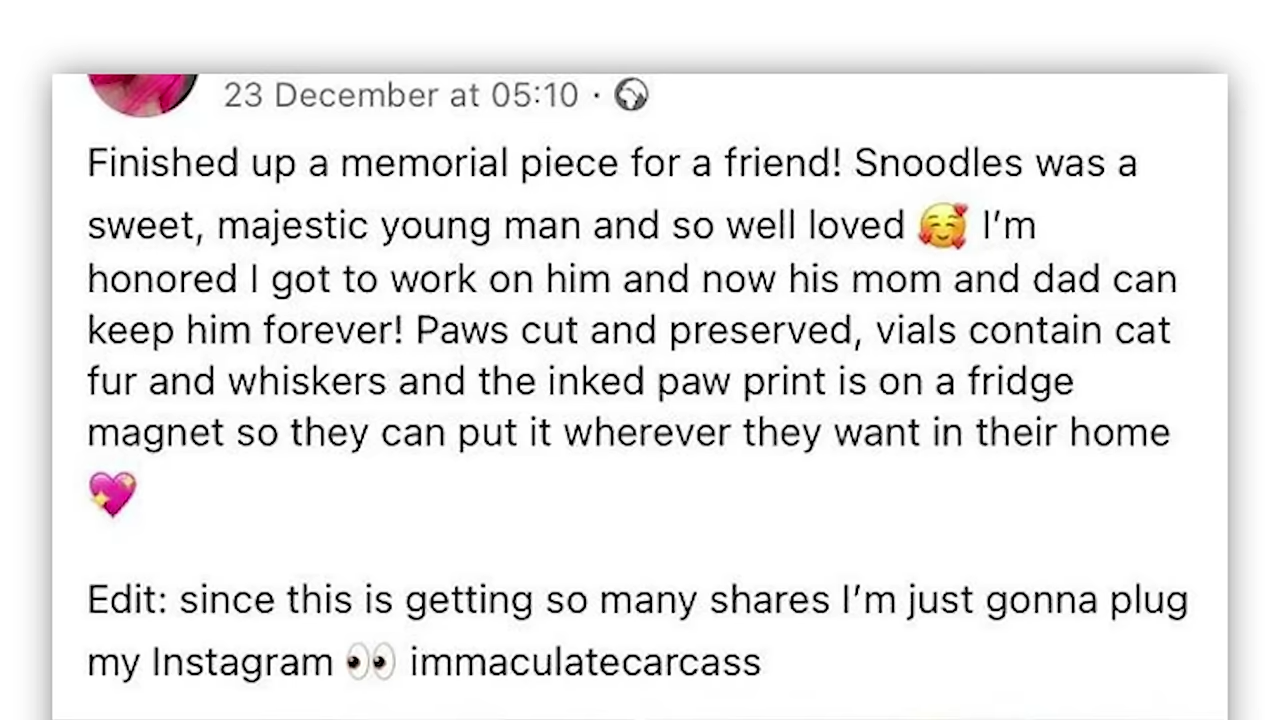 23 December at 05:10 ·
Finished up a memorial piece for a friend! Snoodles was a
sweet, majestic young man and so well loved 🥰 I’m
honored I got to work on him and now his mom and dad can
keep him forever! Paws cut and preserved, vials contain cat
fur and whiskers and the inked paw print is on a fridge
magnet so they can put it wherever they want in their home
💖
Edit: since this is getting so many shares I’m just gonna plug
my Instagram 👀 immaculatecarcass